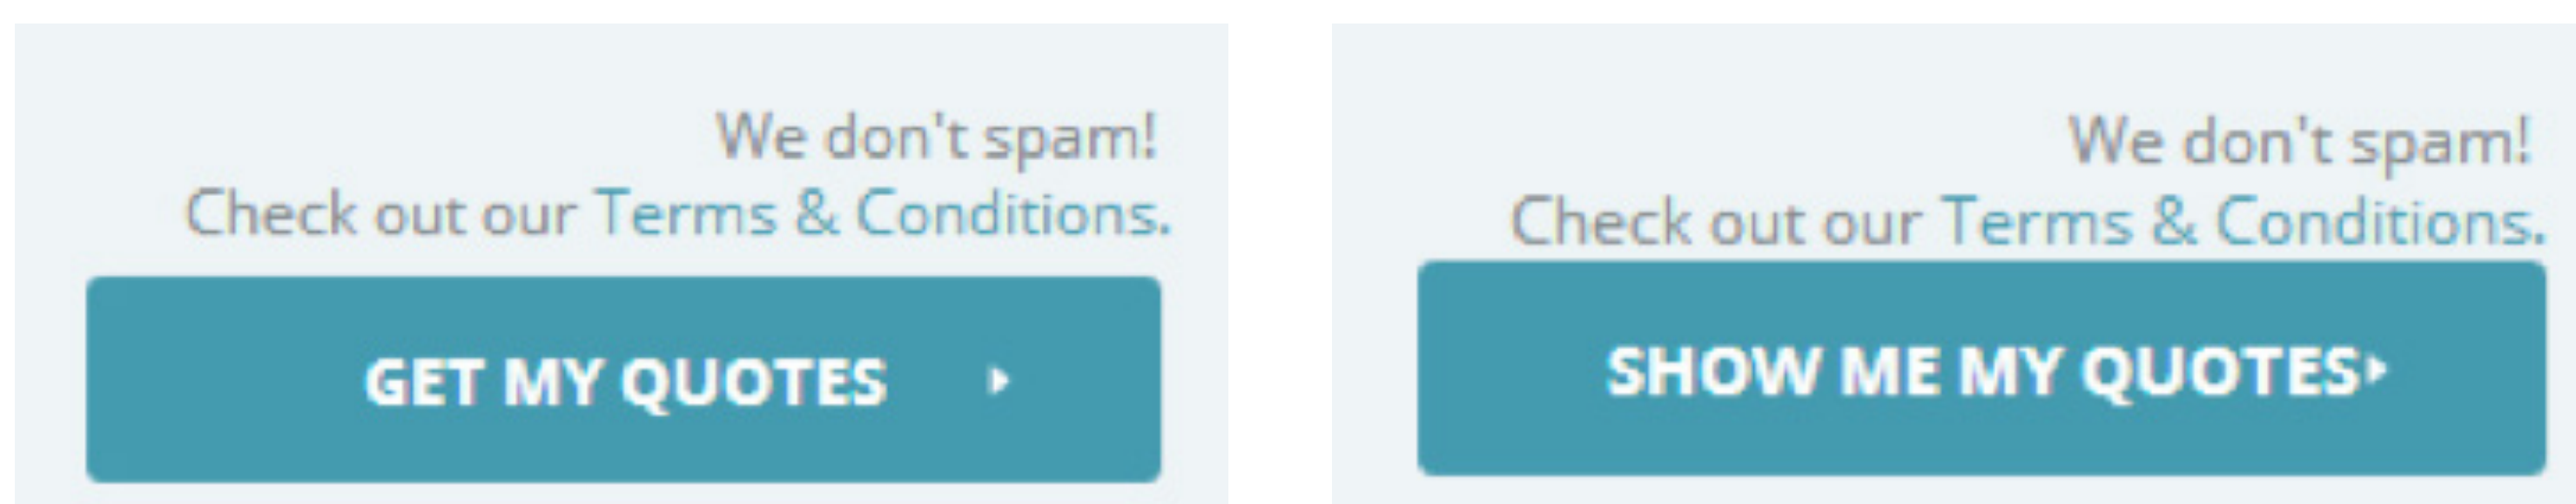 We don't spam!
Check out our Terms & Conditions.
GET MY QUOTES
We don't spam!
Check out our Terms & Conditions.
SHOW ME MY QUOTES